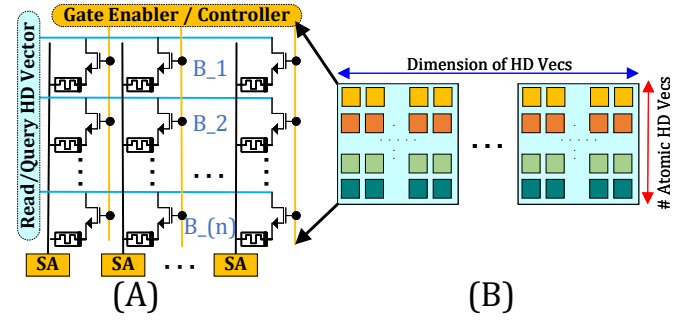 Gate Enabler / Controller
Read/Query HD Vector
B_1
B_2
B_(n)
SA
SA
SA
(A)
Dimension of HD Vecs
# Atomic HD Vecs
(B)